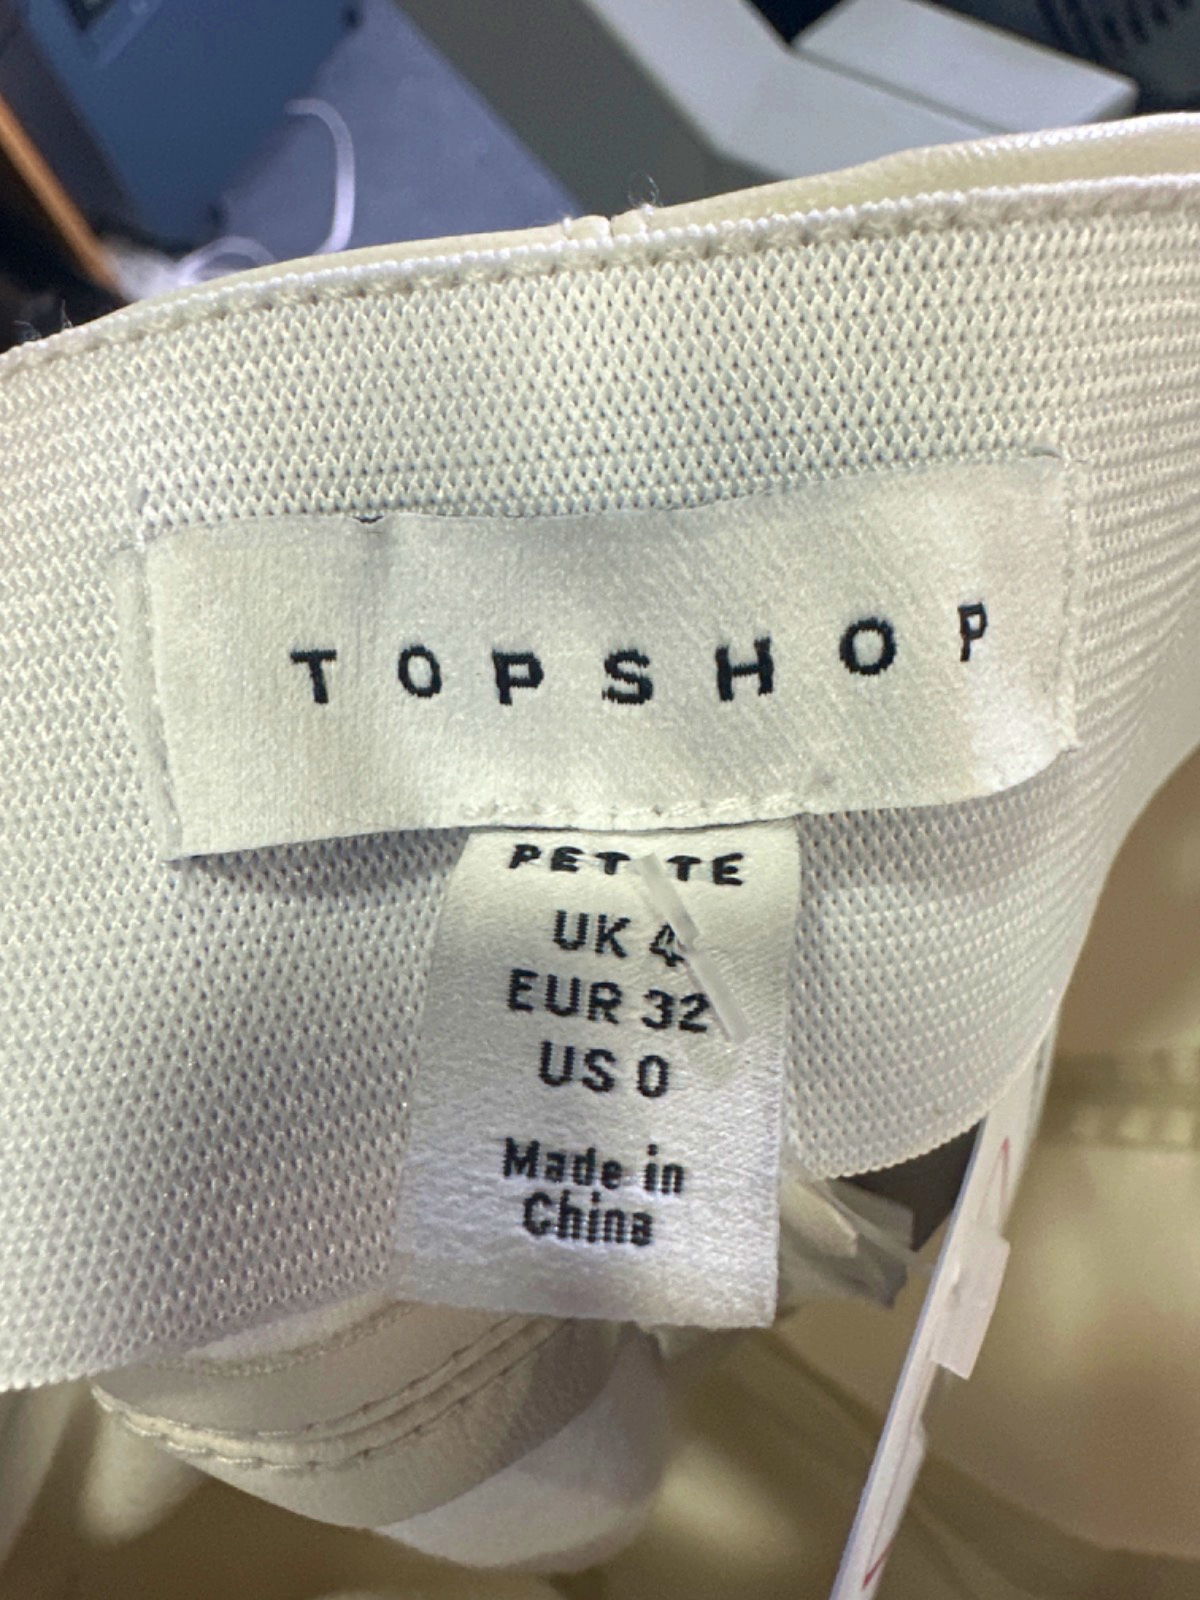 TOPSHOP
PETITE
UK 4
EUR 32
US 0
Made in
China